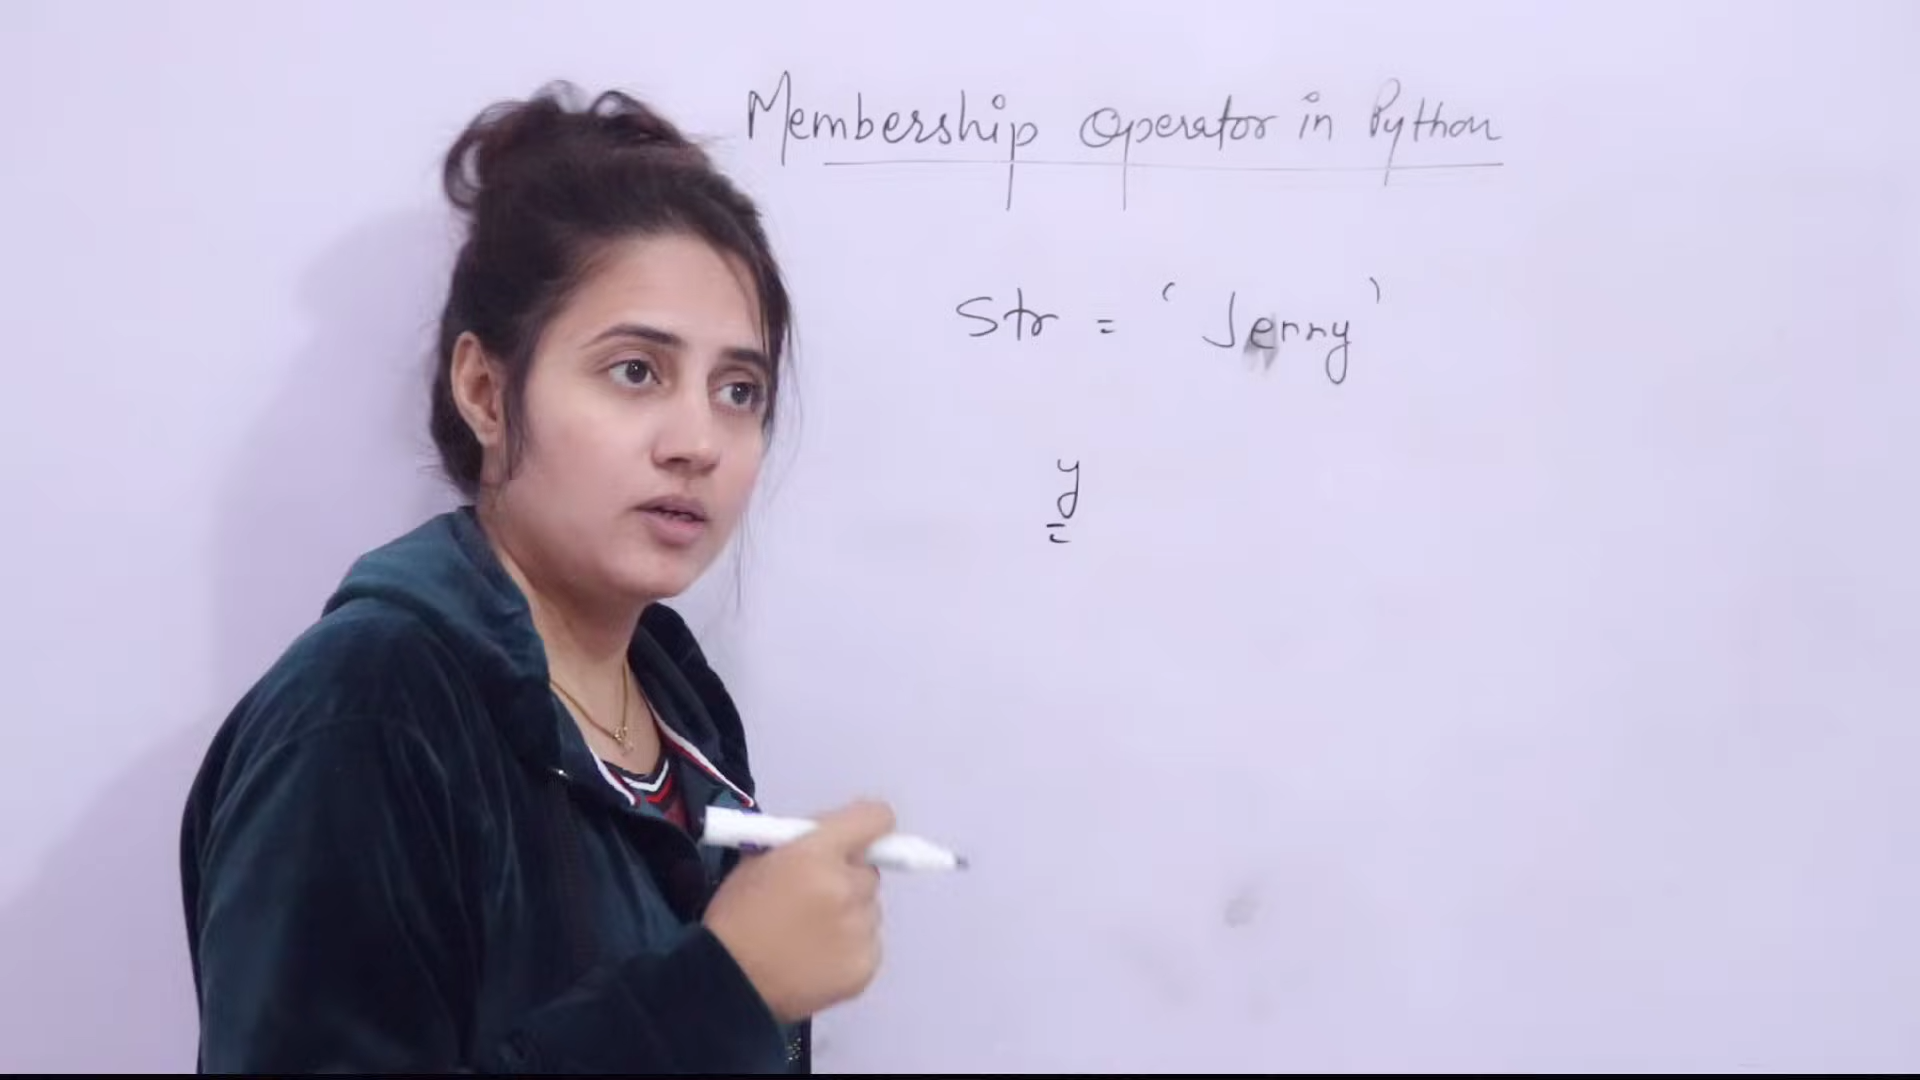 Membership Operator in Python
Str = ' Jenny '
y